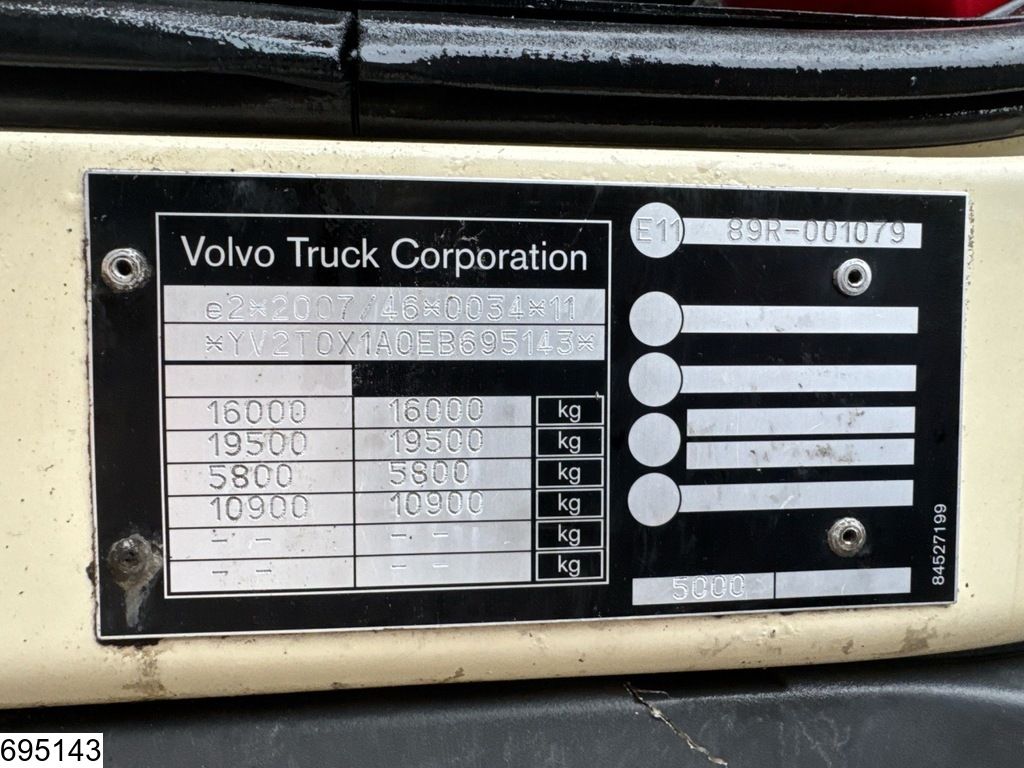 Volvo Truck Corporation
e2*2007/46*0034*11
*YV2T0X1A0EB695143*
16000 16000 kg
19500 19500 kg
5800 5800 kg
10900 10900 kg
- - - - kg
- - - - kg
E11 89R-001079
5000
84527199
695143